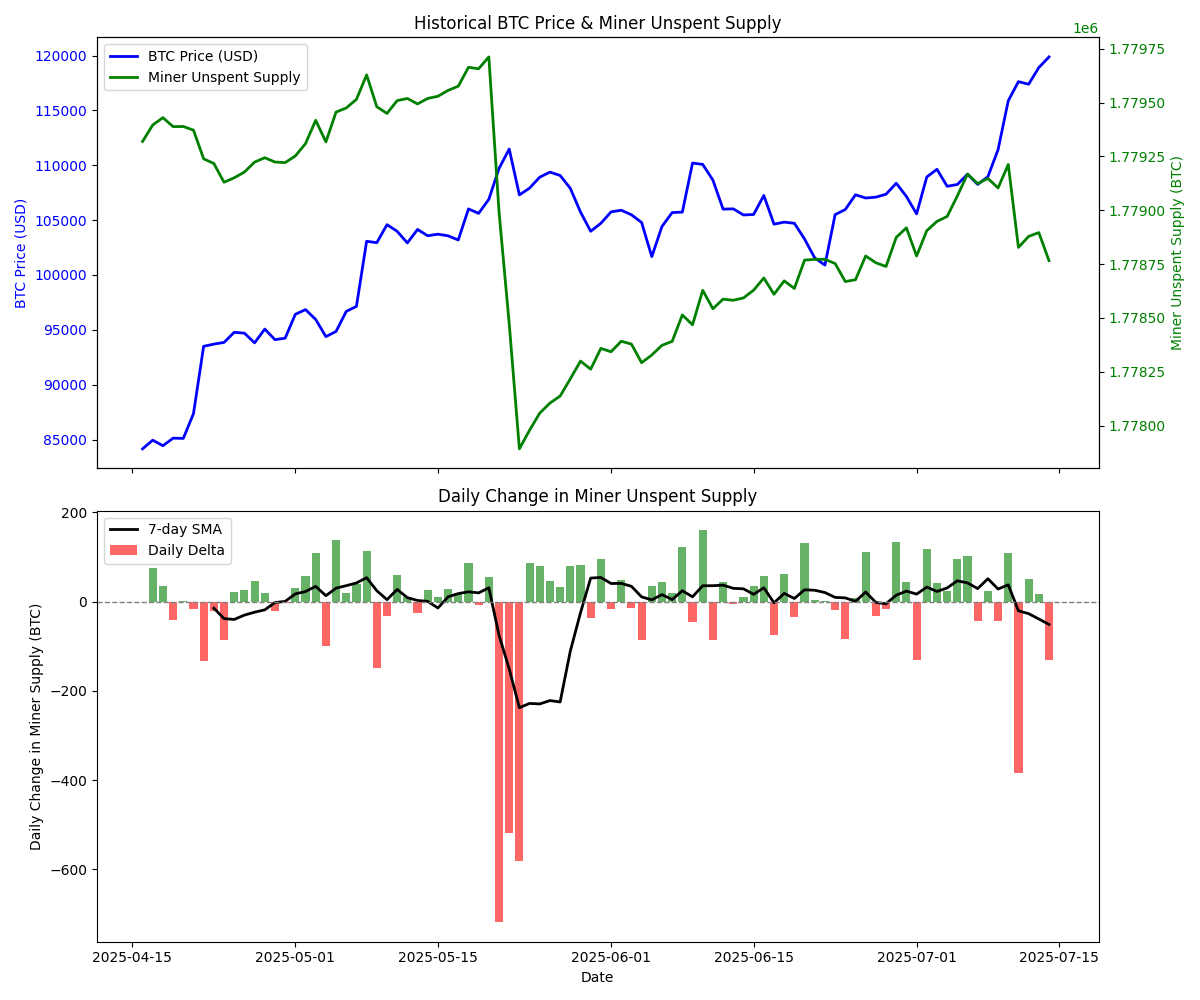 Historical BTC Price & Miner Unspent Supply
1e6
BTC Price (USD)
Miner Unspent Supply
120000
115000
110000
105000
100000
95000
90000
85000
BTC Price (USD)
1.77975
1.77950
1.77925
1.77900
1.77875
1.77850
1.77825
1.77800
Miner Unspent Supply (BTC)
Daily Change in Miner Unspent Supply
7-day SMA
Daily Delta
200
0
−200
−400
−600
Daily Change in Miner Supply (BTC)
2025-04-15
2025-05-01
2025-05-15
2025-06-01
2025-06-15
2025-07-01
2025-07-15
Date